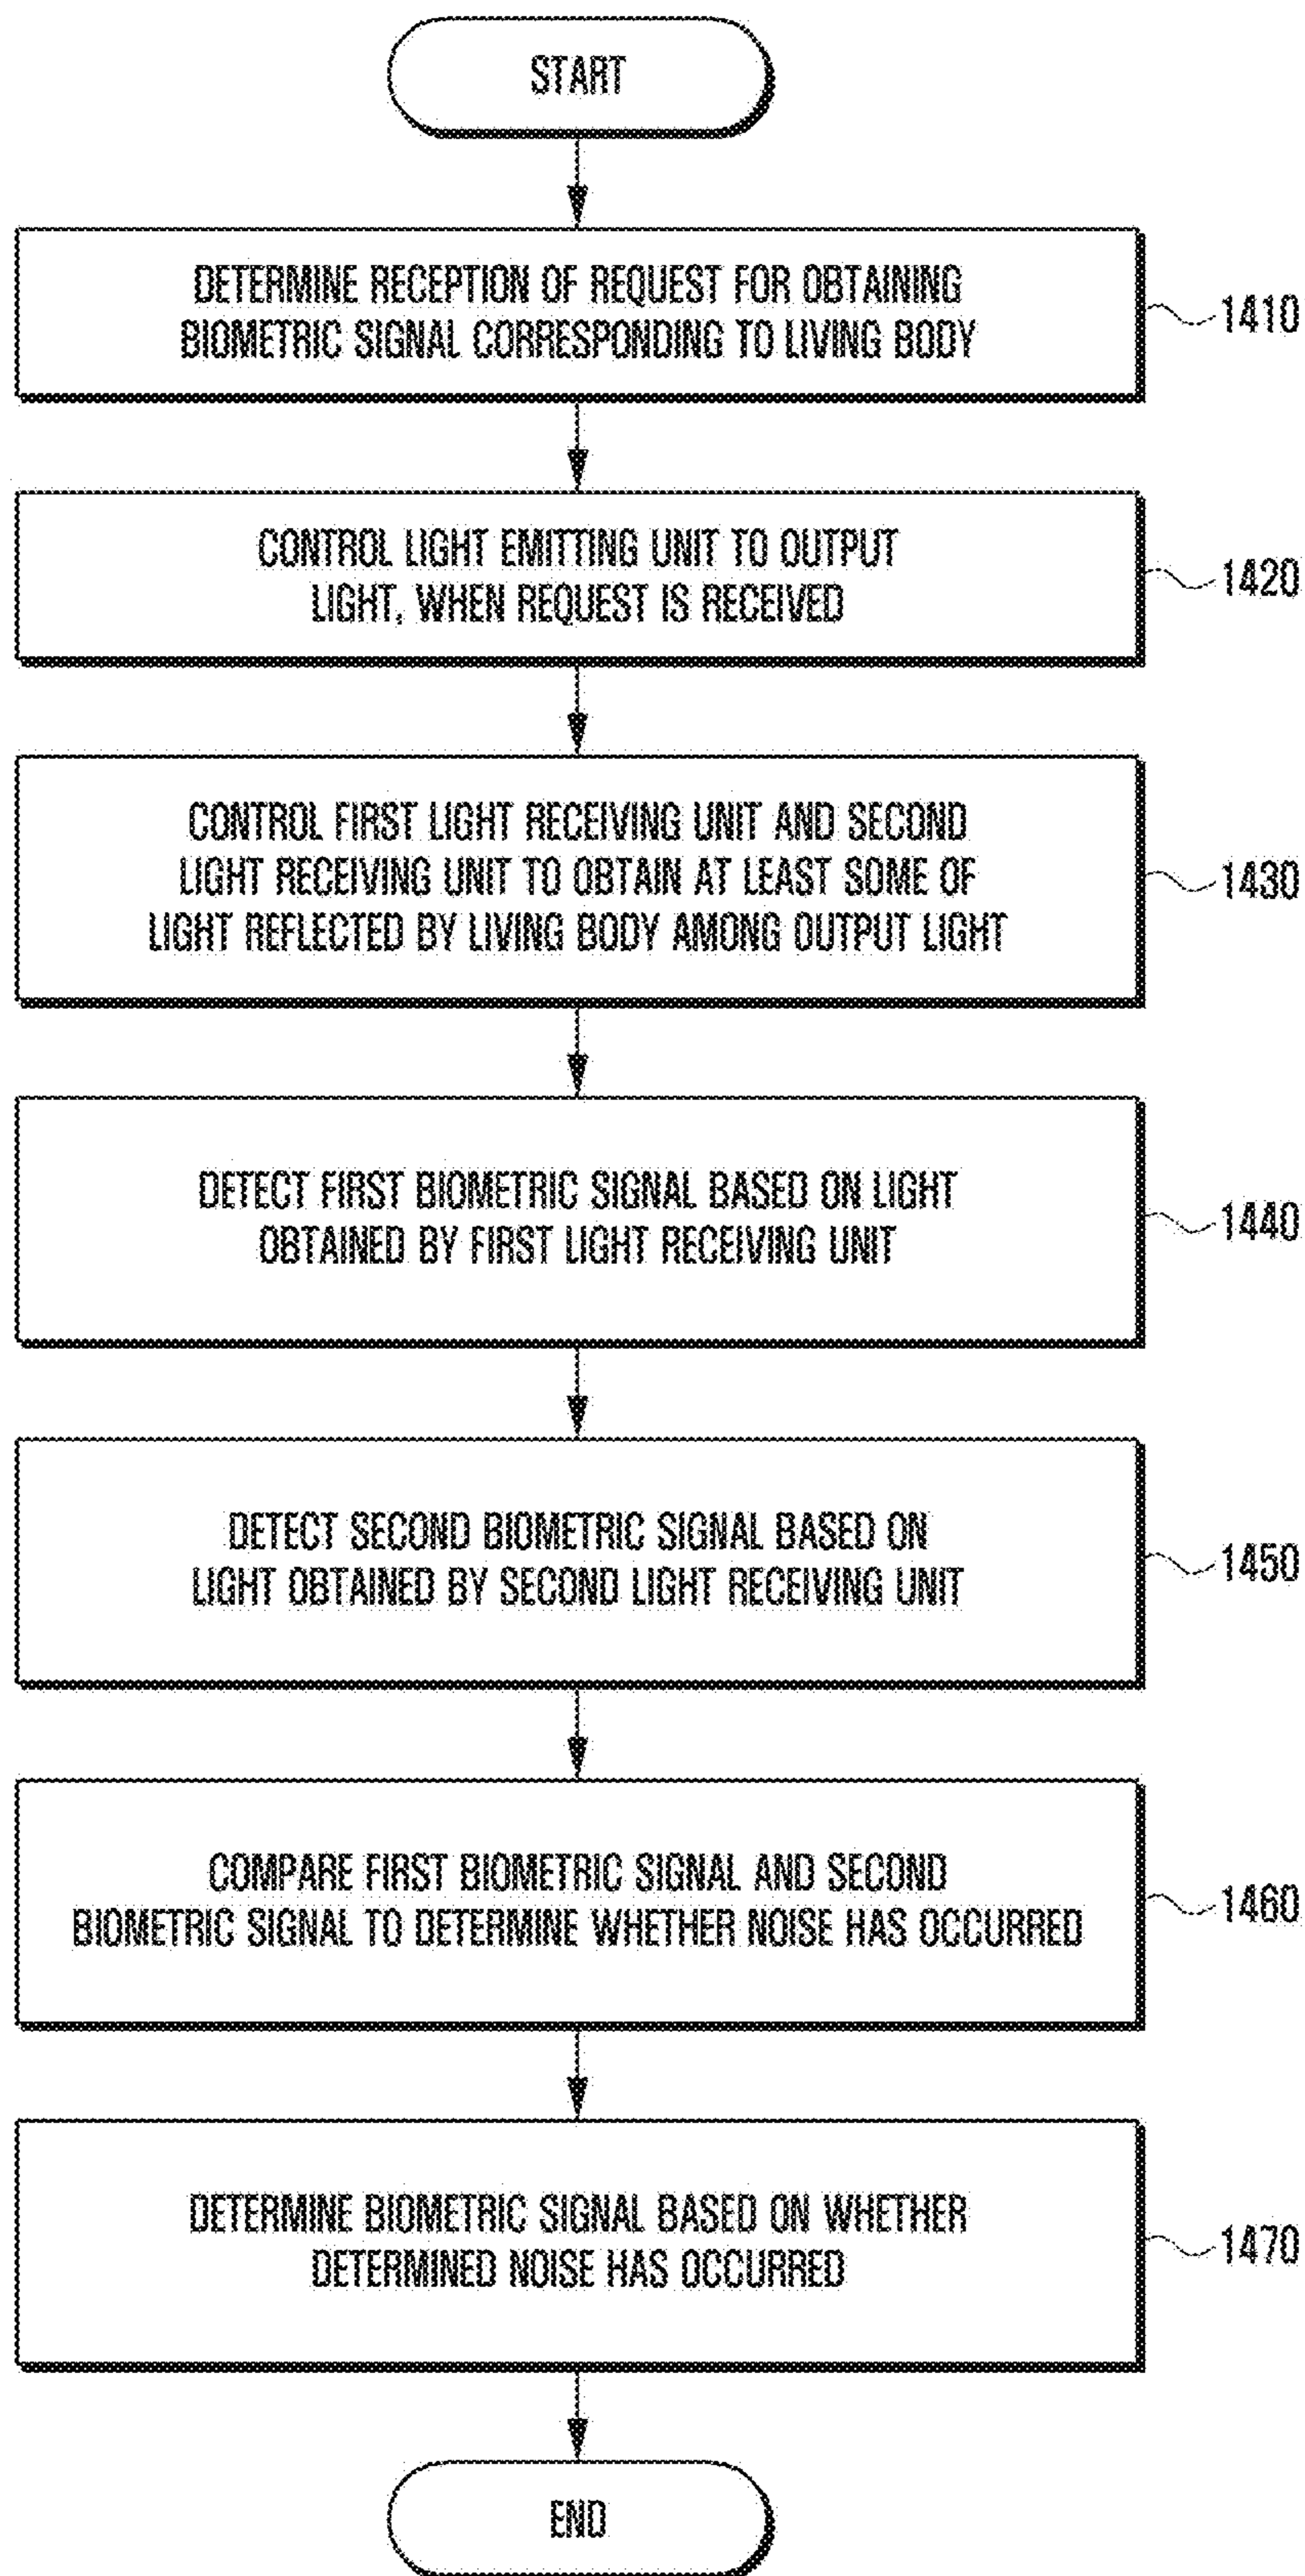 START
DETERMINE RECEPTION OF REQUEST FOR OBTAINING
BIOMETRIC SIGNAL CORRESPONDING TO LIVING BODY
1410
CONTROL LIGHT EMITTING UNIT TO OUTPUT
LIGHT, WHEN REQUEST IS RECEIVED
1420
CONTROL FIRST LIGHT RECEIVING UNIT AND SECOND
LIGHT RECEIVING UNIT TO OBTAIN AT LEAST SOME OF
LIGHT REFLECTED BY LIVING BODY AMONG OUTPUT LIGHT
1430
DETECT FIRST BIOMETRIC SIGNAL BASED ON LIGHT
OBTAINED BY FIRST LIGHT RECEIVING UNIT
1440
DETECT SECOND BIOMETRIC SIGNAL BASED ON
LIGHT OBTAINED BY SECOND LIGHT RECEIVING UNIT
1450
COMPARE FIRST BIOMETRIC SIGNAL AND SECOND
BIOMETRIC SIGNAL TO DETERMINE WHETHER NOISE HAS OCCURRED
1460
DETERMINE BIOMETRIC SIGNAL BASED ON WHETHER
DETERMINED NOISE HAS OCCURRED
1470
END